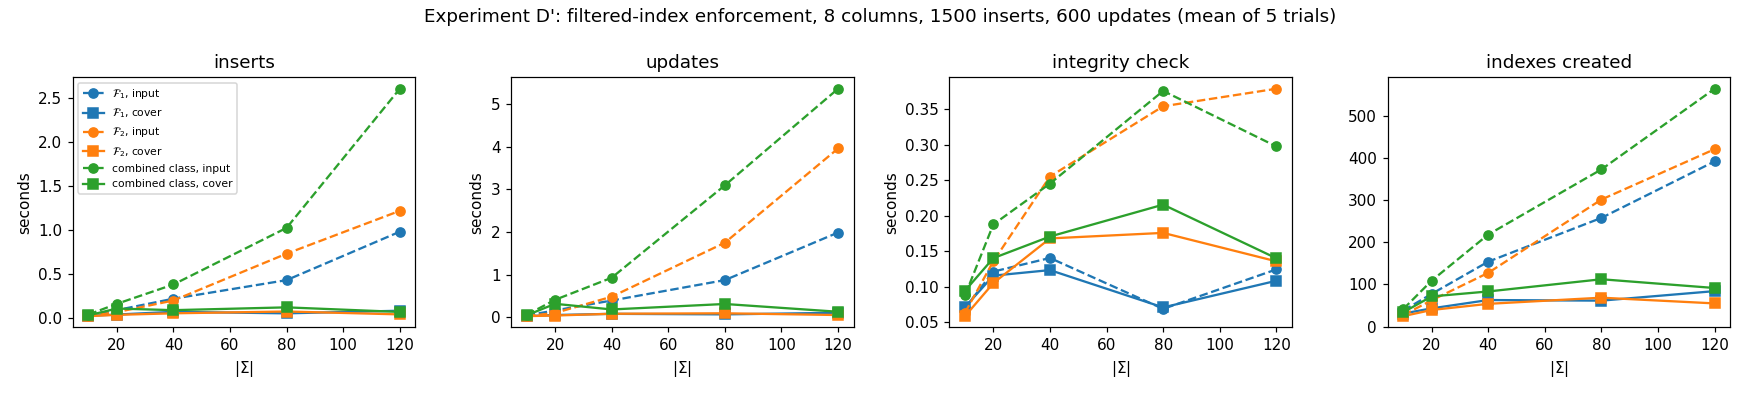 Experiment D': filtered-index enforcement, 8 columns, 1500 inserts, 600 updates (mean of 5 trials)
inserts
seconds
2.5
2.0
1.5
1.0
0.5
0.0
ℱ₁, input
ℱ₁, cover
ℱ₂, input
ℱ₂, cover
combined class, input
combined class, cover
20 40 60 80 100 120
|Σ|
updates
seconds
5
4
3
2
1
0
20 40 60 80 100 120
|Σ|
integrity check
seconds
0.35
0.30
0.25
0.20
0.15
0.10
0.05
20 40 60 80 100 120
|Σ|
indexes created
500
400
300
200
100
0
20 40 60 80 100 120
|Σ|